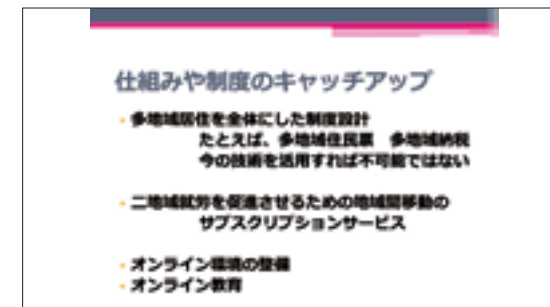 仕組みや制度のキャッチアップ
・多地域居住を全体にした制度設計
たとえば、多地域住民票 多地域納税
今の技術を活用すれば不可能ではない
・二地域就労を促進させるための地域間移動の
サブスクリプションサービス
・オンライン環境の整備
・オンライン教育